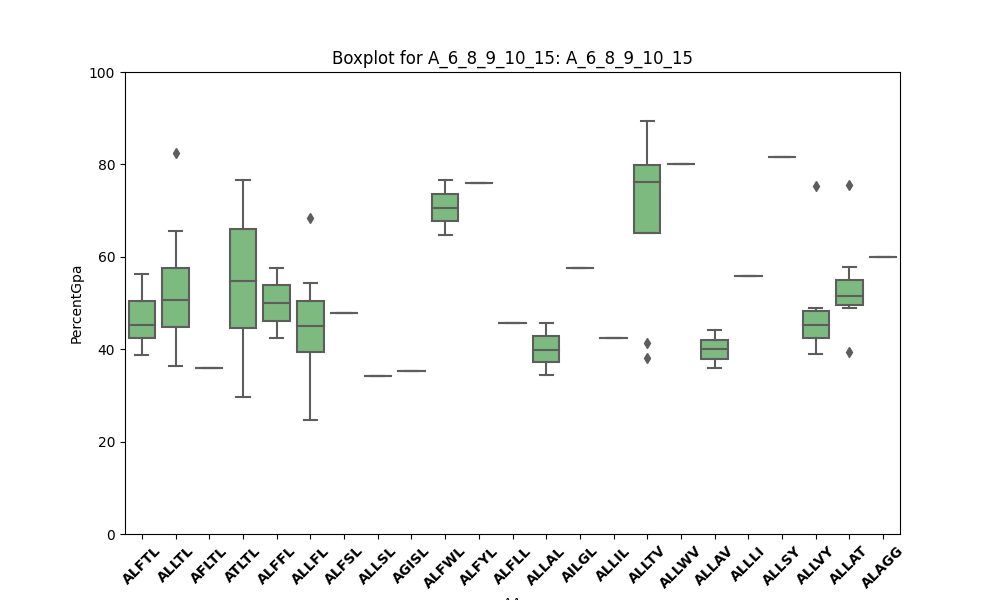 Boxplot for A_6_8_9_10_15: A_6_8_9_10_15
PercentGpa
100
80
60
40
20
0
ALFTL
ALLTL
AFLTL
ATLTL
ALFFL
ALLFL
ALFSL
ALLSL
AGISL
ALFWL
ALFYL
ALFLL
ALLAL
AILGL
ALLIL
ALLTV
ALLWV
ALLAV
ALLLI
ALLSY
ALLVY
ALLAT
ALAGG